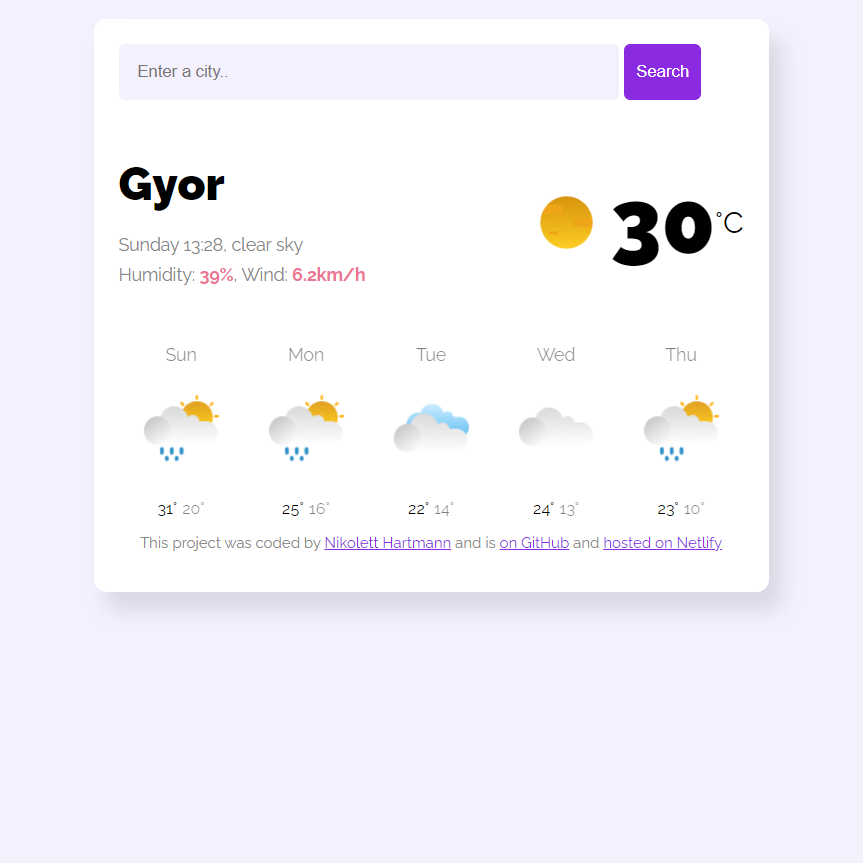 Enter a city..
Search
Gyor
Sunday 13:28, clear sky
Humidity: 39%, Wind: 6.2km/h
30°C
Sun Mon Tue Wed Thu
31° 20° 25° 16° 22° 14° 24° 13° 23° 10°
This project was coded by Nikolett Hartmann and is on GitHub and hosted on Netlify